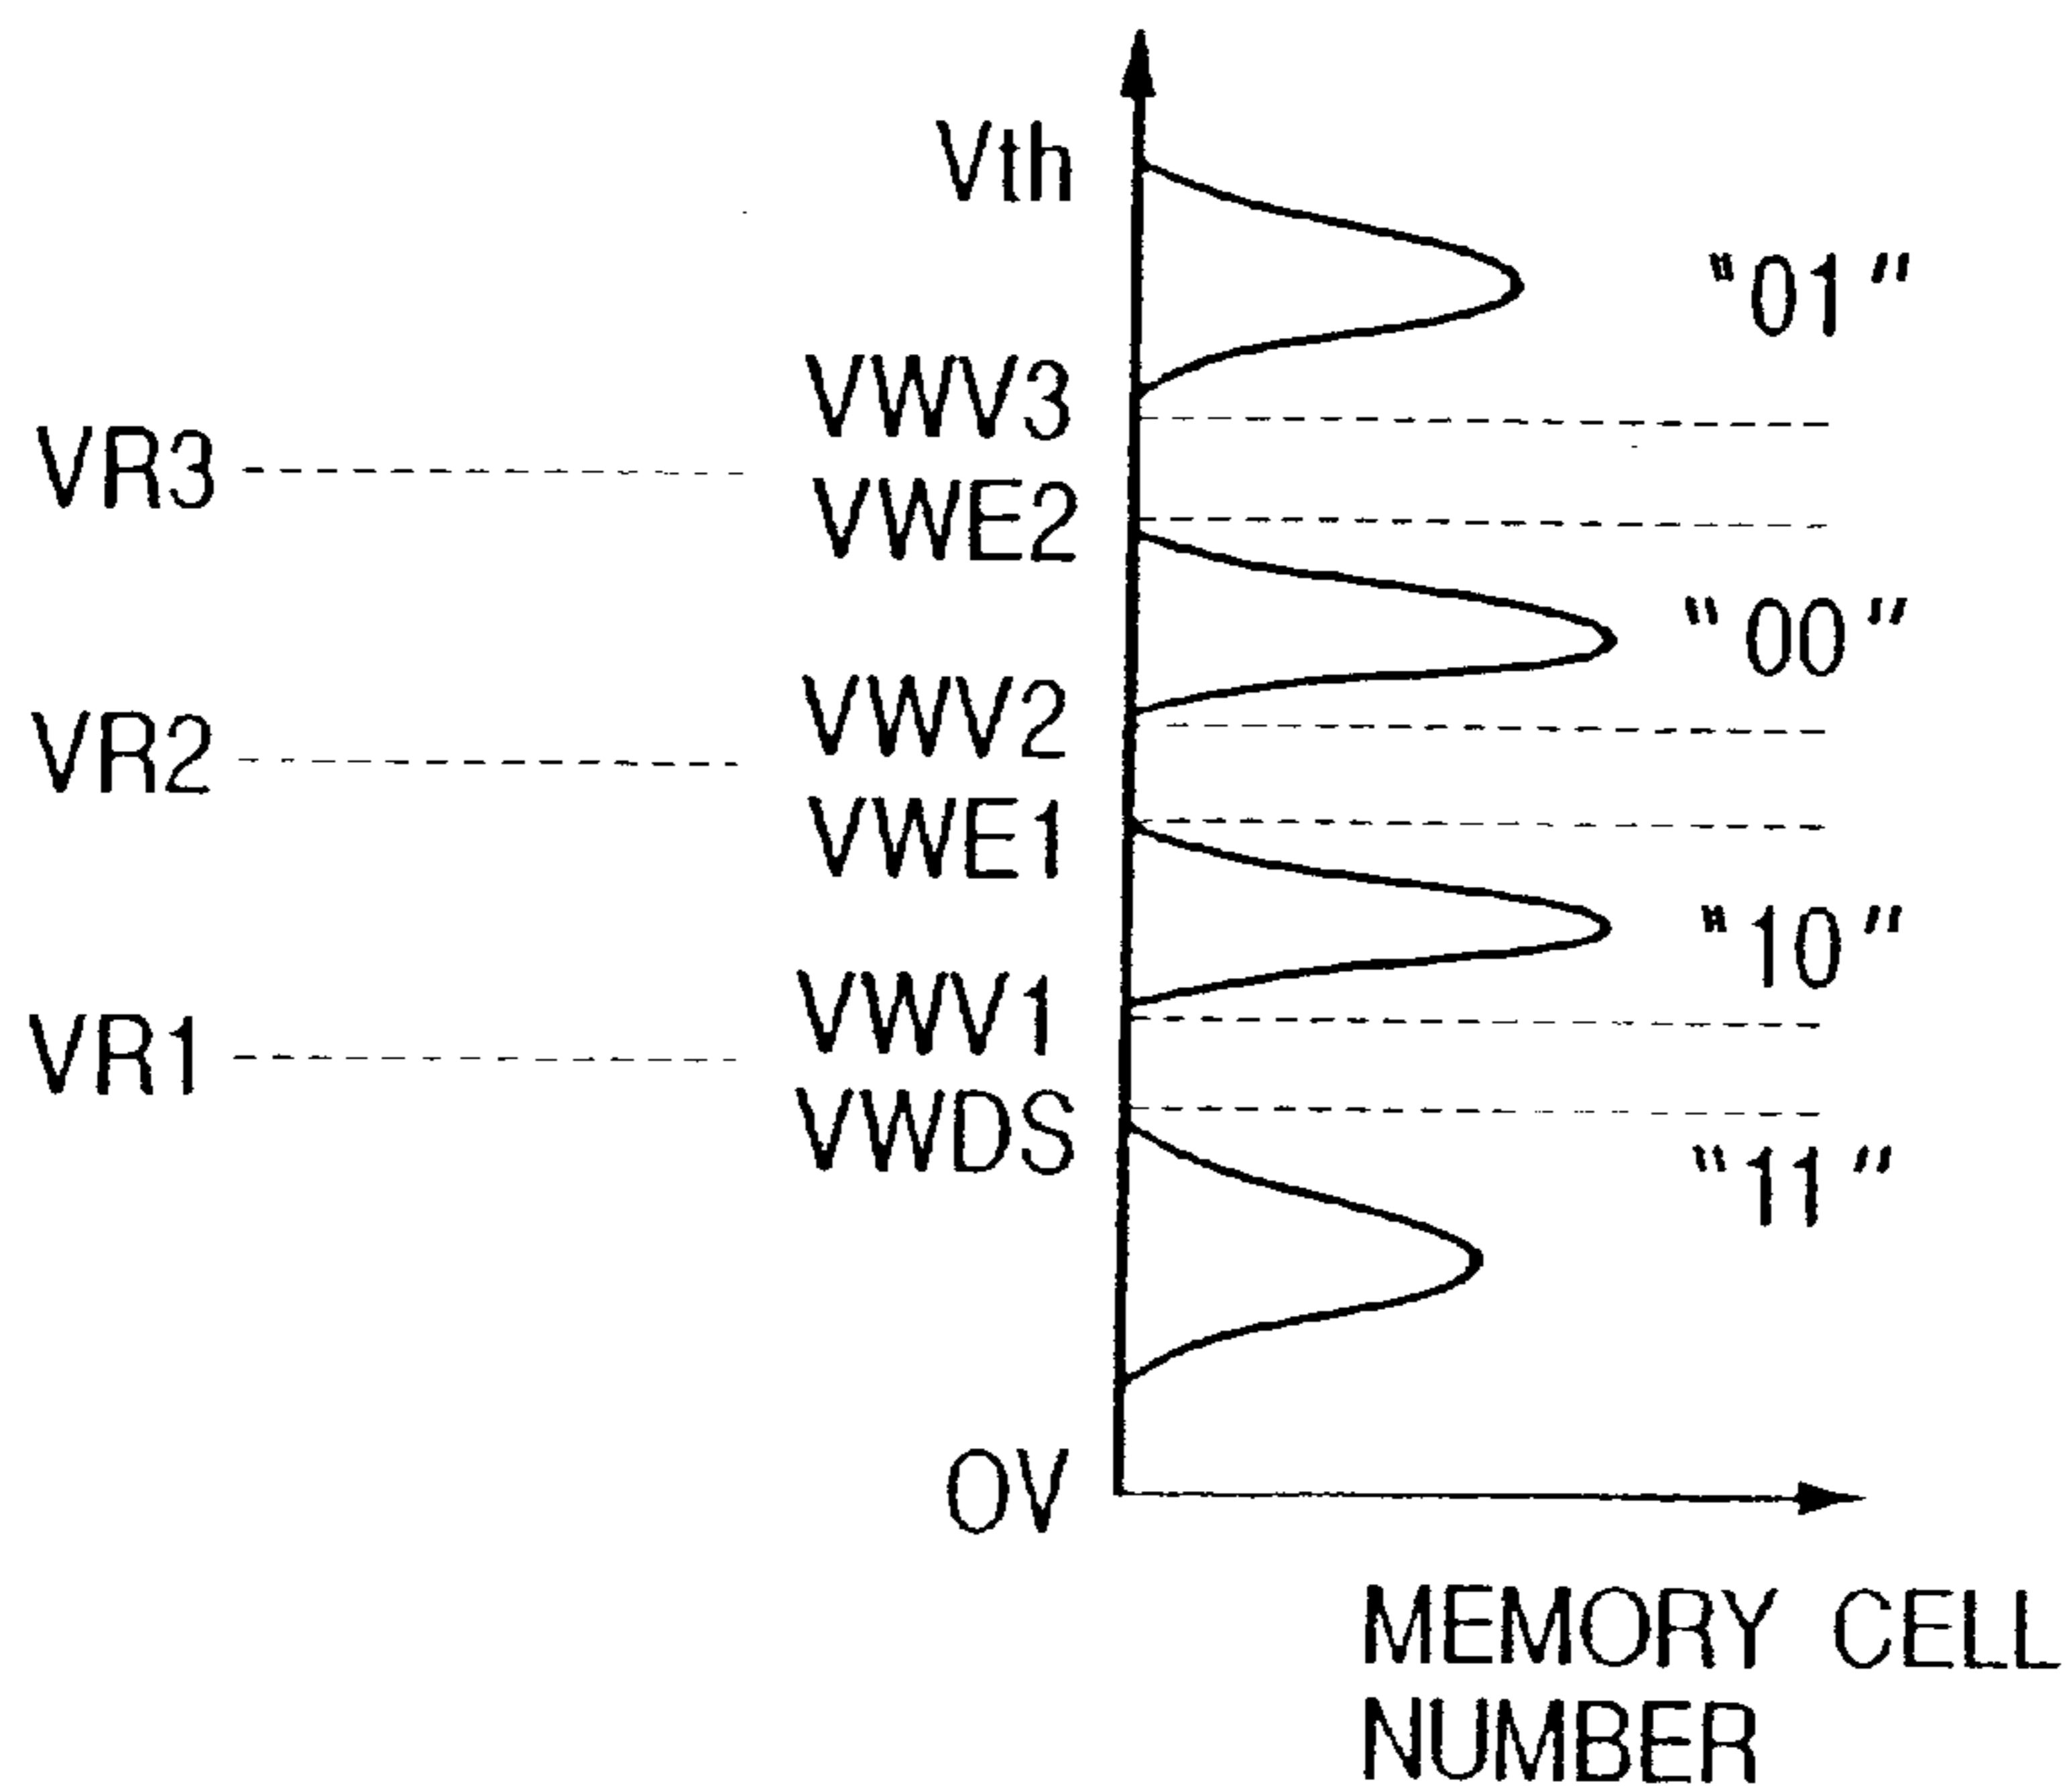 Vth
"01"
VWV3
VR3
VWE2
"00"
VWV2
VR2
VWE1
"10"
VWV1
VR1
VWDS
"11"
0V
MEMORY CELL
NUMBER